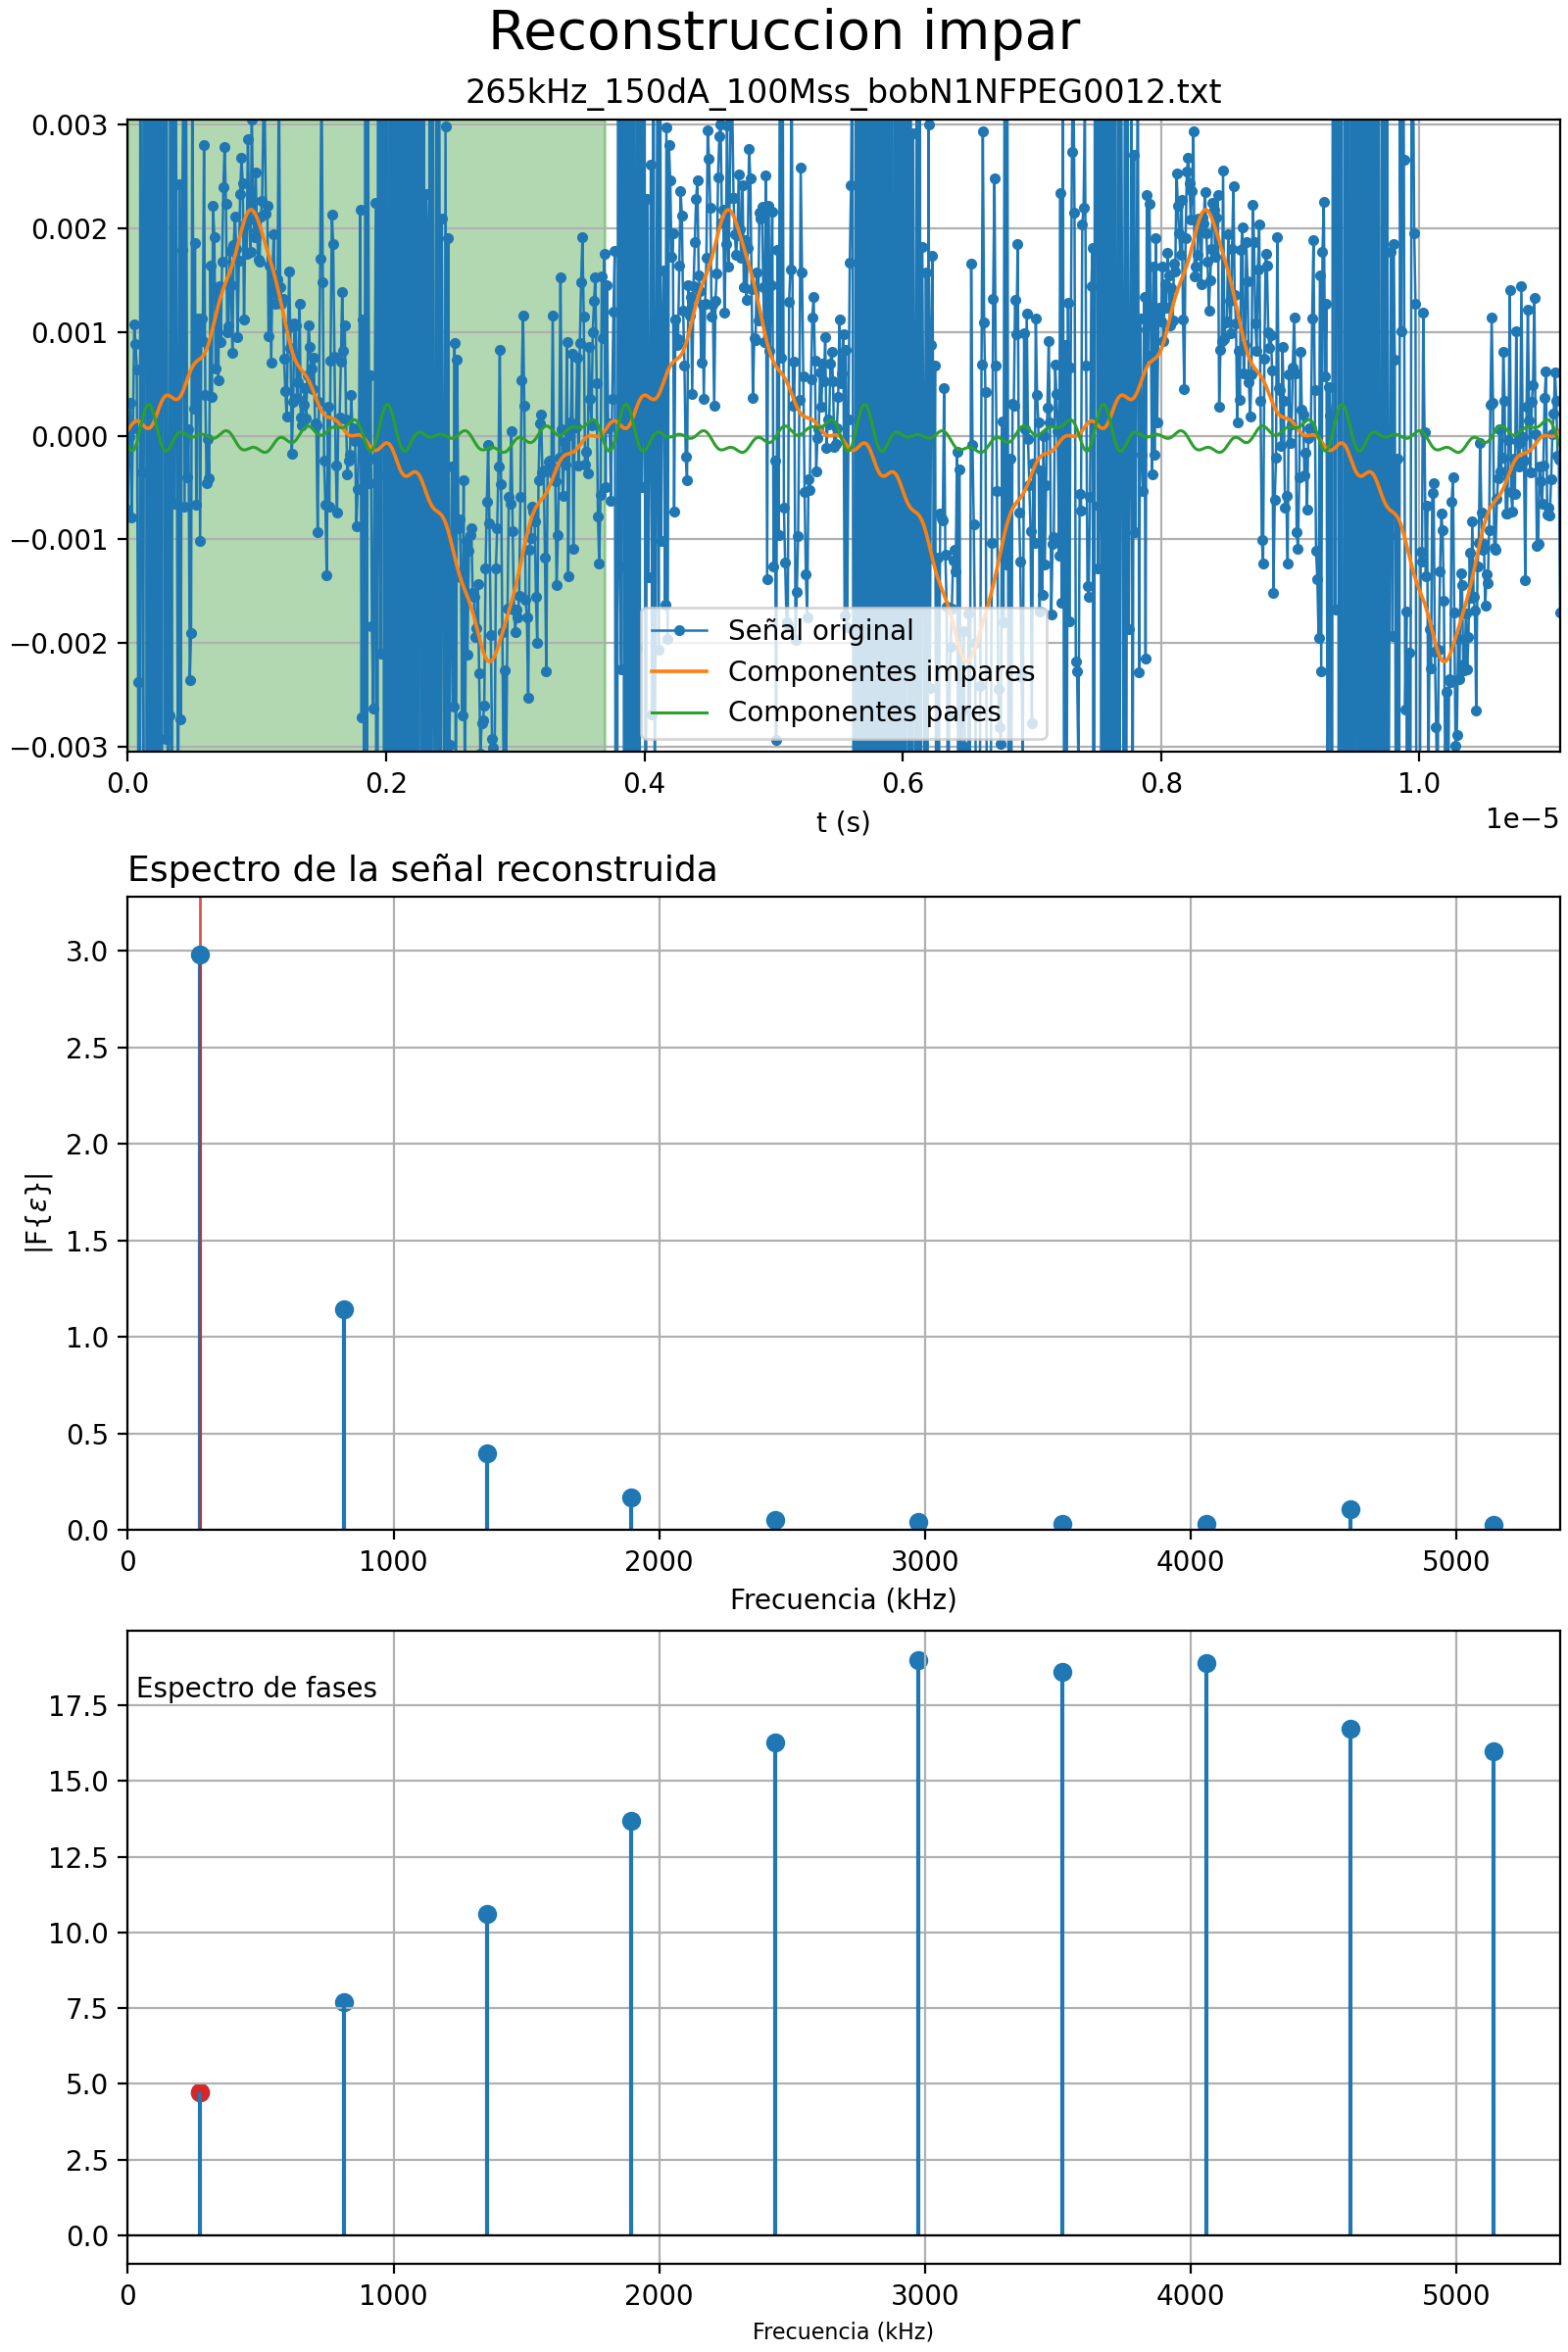 Reconstruccion impar
265kHz_150dA_100Mss_bobN1NFPEG0012.txt
0.003
0.002
0.001
0.000
−0.001
−0.002
−0.003
Señal original
Componentes impares
Componentes pares
0.0 0.2 0.4 0.6 0.8 1.0
1e−5
t (s)
Espectro de la señal reconstruida
3.0
2.5
2.0
1.5
1.0
0.5
0.0
|F{ε}|
0 1000 2000 3000 4000 5000
Frecuencia (kHz)
Espectro de fases
17.5
15.0
12.5
10.0
7.5
5.0
2.5
0.0
0 1000 2000 3000 4000 5000
Frecuencia (kHz)